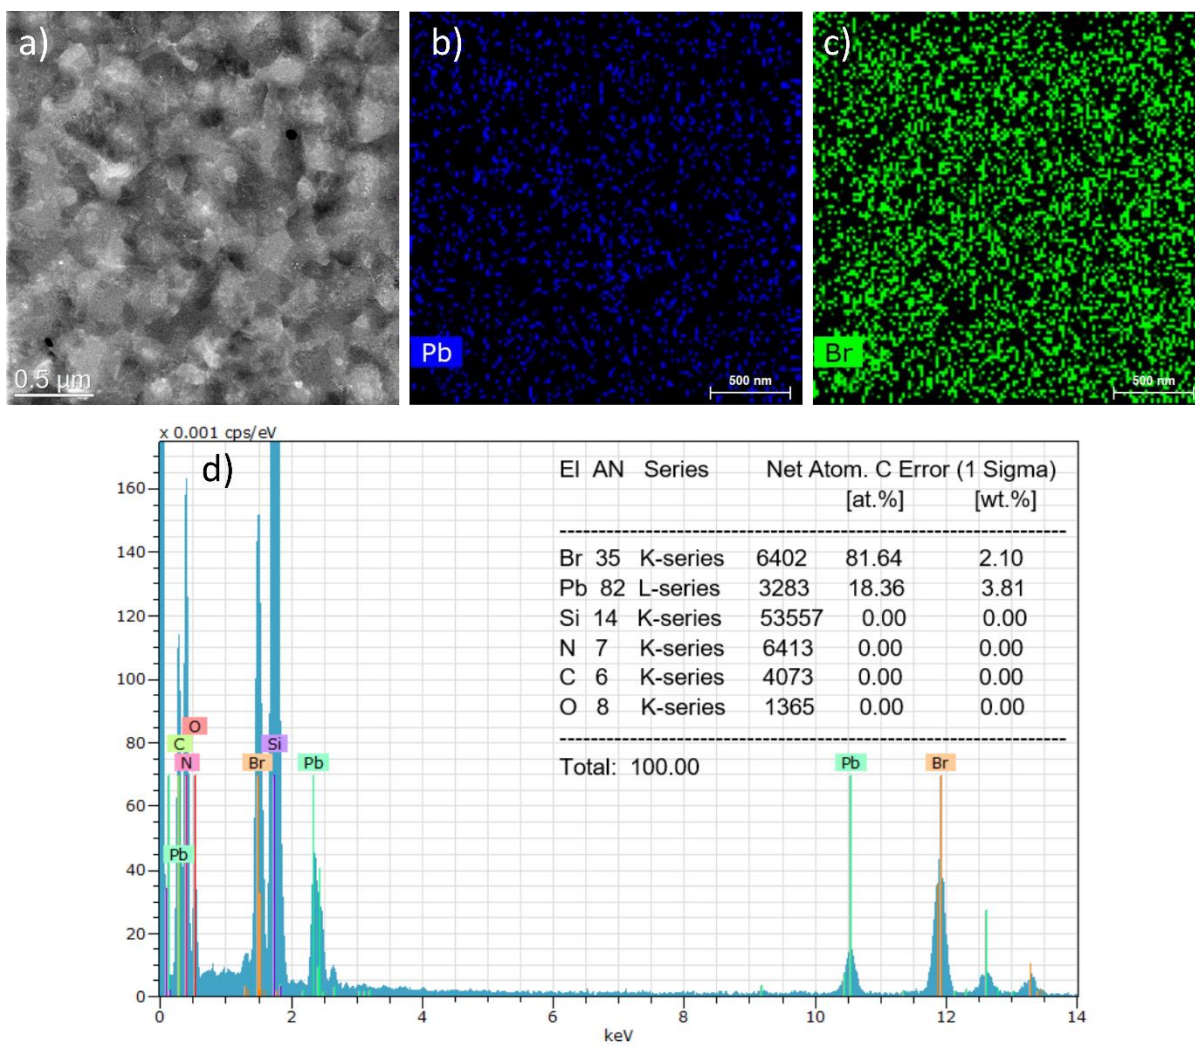 a)
b)
c)
0.5 μm
Pb
500 nm
Br
500 nm
x 0.001 cps/eV
d)
El AN Series Net Atom. C Error (1 Sigma)
[at.%] [wt.%]
------------------------------------------------------------
Br 35 K-series 6402 81.64 2.10
Pb 82 L-series 3283 18.36 3.81
Si 14 K-series 53557 0.00 0.00
N 7 K-series 6413 0.00 0.00
C 6 K-series 4073 0.00 0.00
O 8 K-series 1365 0.00 0.00
------------------------------------------------------------
Total: 100.00
160
140
120
100
80
60
40
20
0
O
C
Si
N
Br
Pb
Pb
Br
Pb
0 2 4 6 8 10 12 14
keV